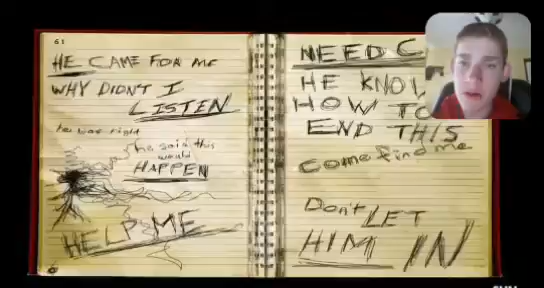 61
HE CAME FOR ME
WHY DIDN'T I
LISTEN
he was right
he said this
would
HAPPEN
HELP ME
NEED
HE
HOW TO
END THIS
come find me
Don't LET
HIM IN